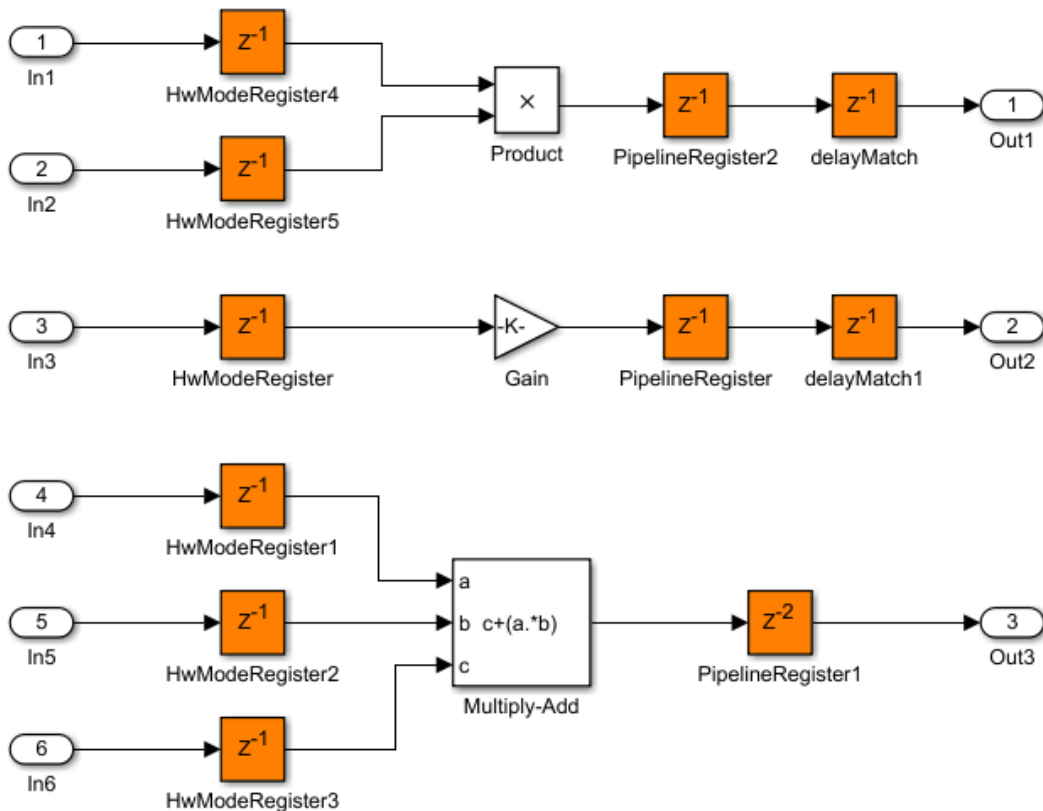 1
In1
Z-1
HwModeRegister4
2
In2
Z-1
HwModeRegister5
×
Product
Z-1
PipelineRegister2
Z-1
delayMatch
1
Out1
3
In3
Z-1
HwModeRegister
-K-
Gain
Z-1
PipelineRegister
Z-1
delayMatch1
2
Out2
4
In4
Z-1
HwModeRegister1
5
In5
Z-1
HwModeRegister2
6
In6
Z-1
HwModeRegister3
a
b c+(a.*b)
c
Multiply-Add
Z-2
PipelineRegister1
3
Out3